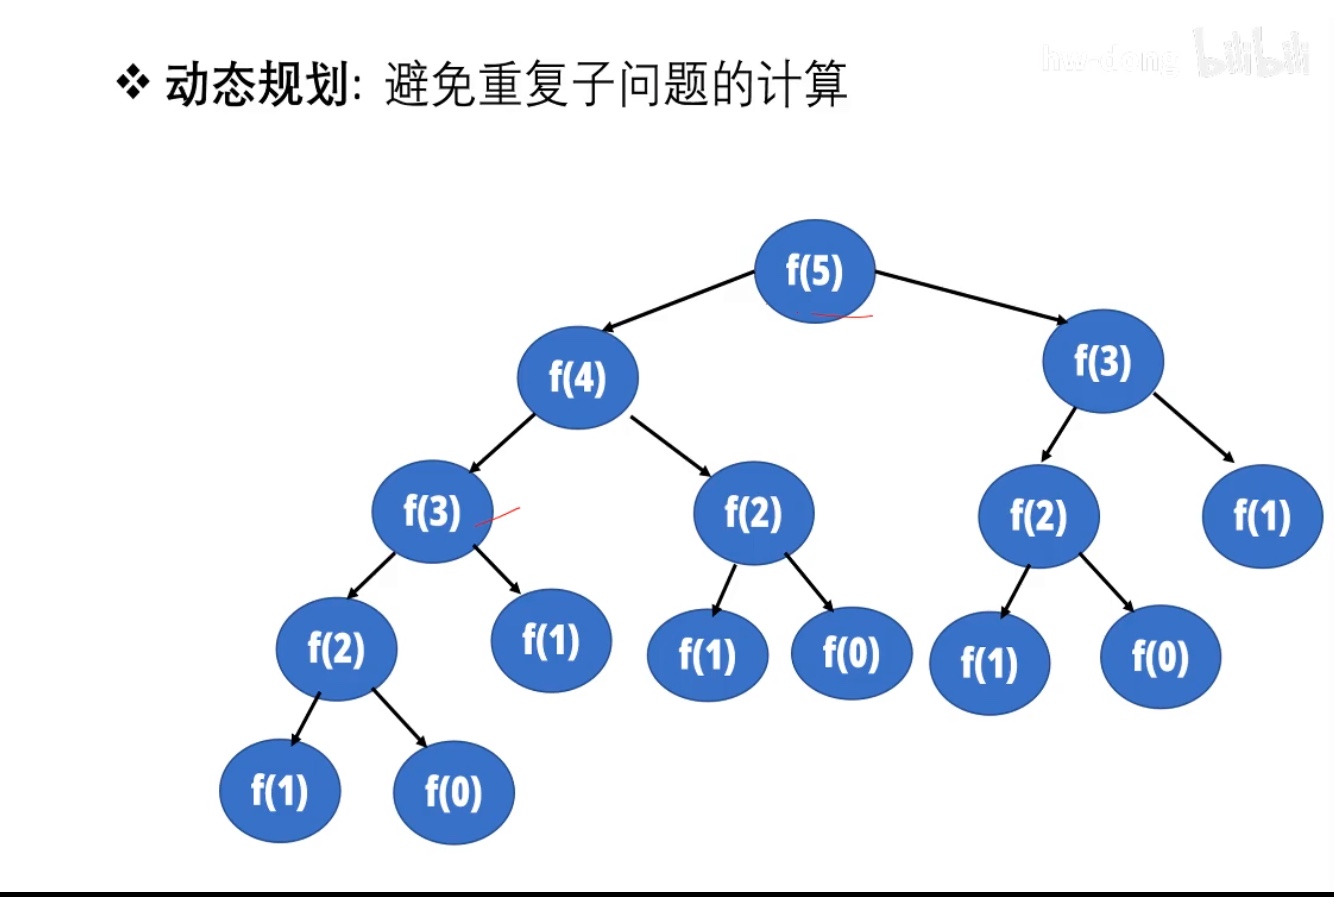 hw-dong bilibili
❖ 动态规划: 避免重复子问题的计算
f(5)
f(4) f(3)
f(3) f(2) f(2) f(1)
f(2) f(1) f(1) f(0) f(1) f(0)
f(1) f(0)